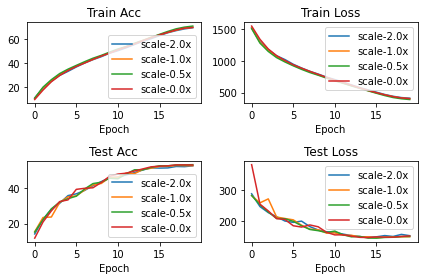 Train Acc
60
40
20
scale-2.0x
scale-1.0x
scale-0.5x
scale-0.0x
0
5
10
15
Epoch
Train Loss
1500
1000
500
scale-2.0x
scale-1.0x
scale-0.5x
scale-0.0x
0
5
10
15
Epoch
Test Acc
40
20
scale-2.0x
scale-1.0x
scale-0.5x
scale-0.0x
0
5
10
15
Epoch
Test Loss
300
200
scale-2.0x
scale-1.0x
scale-0.5x
scale-0.0x
0
5
10
15
Epoch